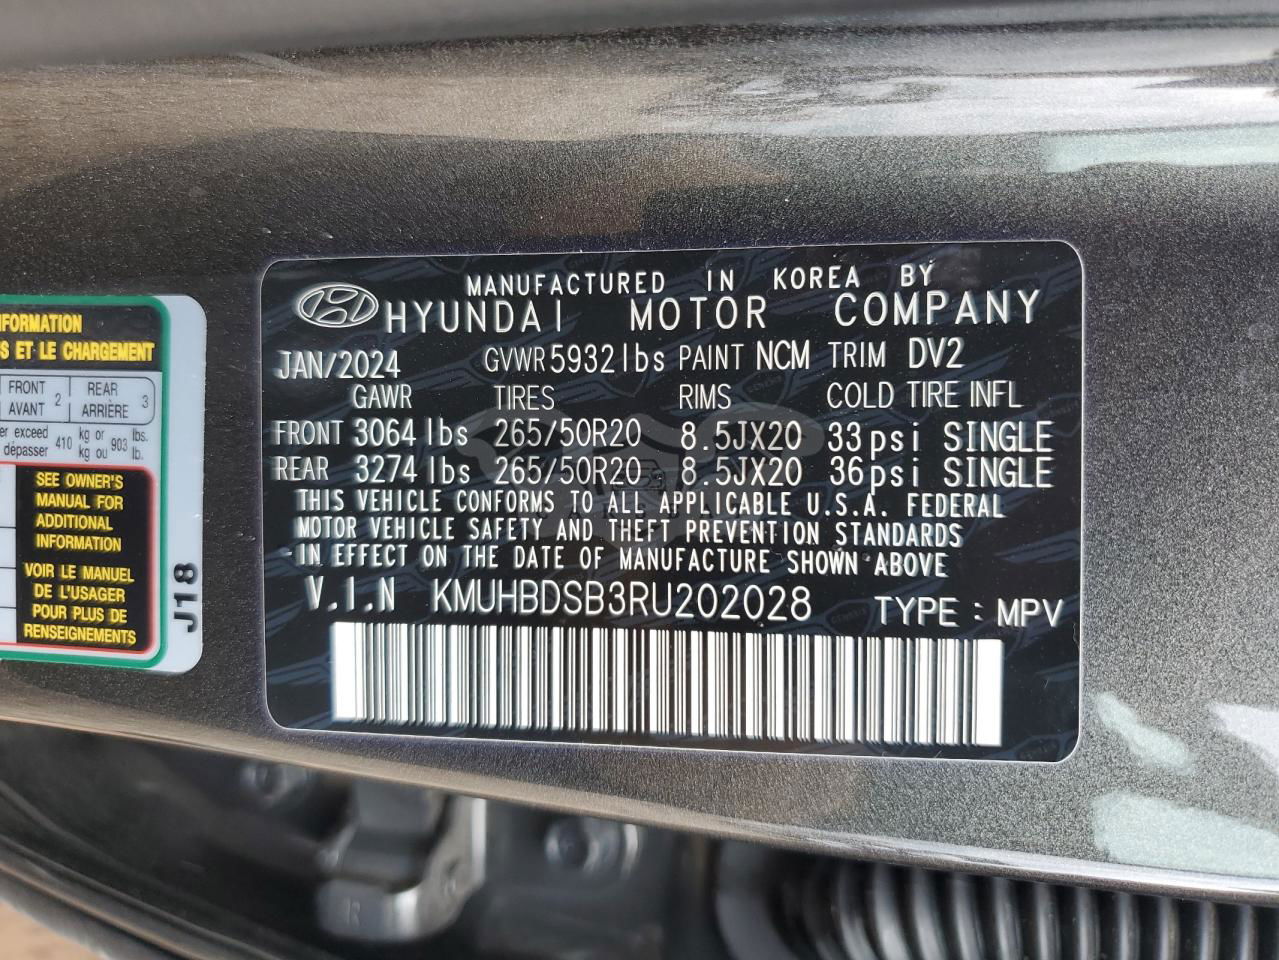 NFORMATION
S ET LE CHARGEMENT
FRONT 2 REAR 3
AVANT ARRIÈRE
er exceed 410 kg or 903 lbs.
dépasser kg ou lb.
SEE OWNER'S
MANUAL FOR
ADDITIONAL
INFORMATION
VOIR LE MANUEL
DE L'USAGER
POUR PLUS DE
RENSEIGNEMENTS
J18
MANUFACTURED IN KOREA BY
HYUNDAI MOTOR COMPANY
JAN/2024 GVWR 5932 lbs PAINT NCM TRIM DV2
GAWR TIRES RIMS COLD TIRE INFL
FRONT 3064 lbs 265/50R20 8.5JX20 33psi SINGLE
REAR 3274 lbs 265/50R20 8.5JX20 36psi SINGLE
THIS VEHICLE CONFORMS TO ALL APPLICABLE U.S.A. FEDERAL
MOTOR VEHICLE SAFETY AND THEFT PREVENTION STANDARDS
IN EFFECT ON THE DATE OF MANUFACTURE SHOWN ABOVE
V.I.N KMUHBDSB3RU202028 TYPE : MPV